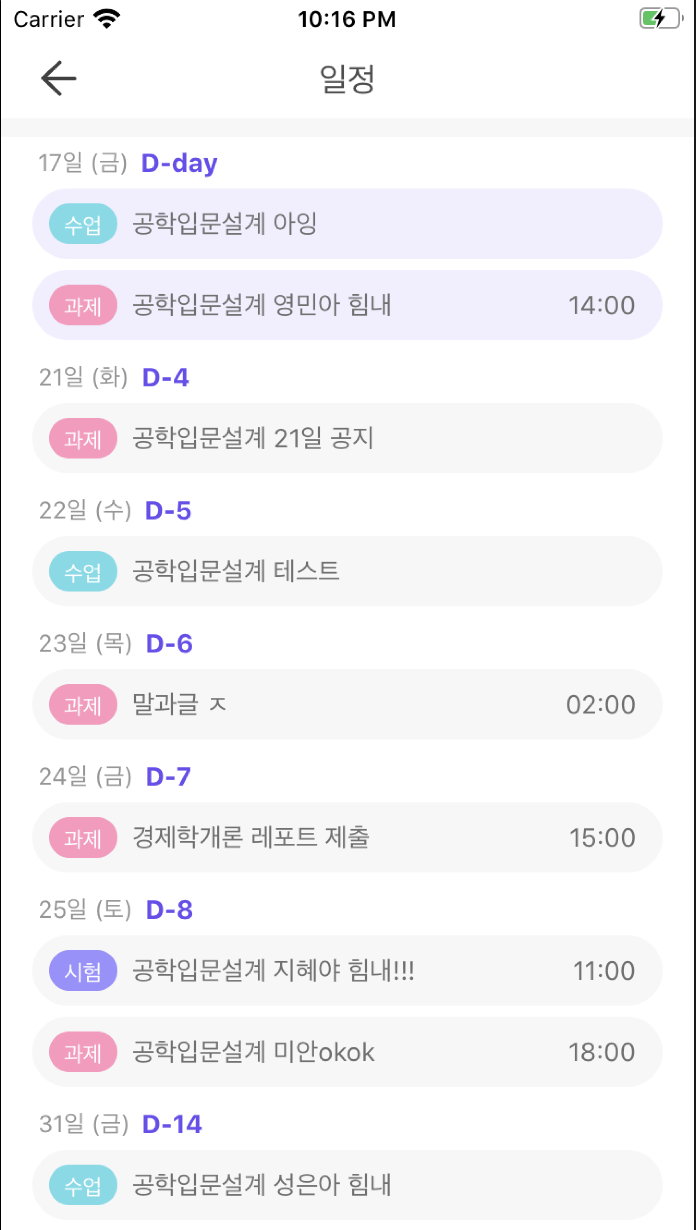 Carrier 10:16 PM
일정
17일 (금) D-day
수업 공학입문설계 아잉
과제 공학입문설계 영민아 힘내 14:00
21일 (화) D-4
과제 공학입문설계 21일 공지
22일 (수) D-5
수업 공학입문설계 테스트
23일 (목) D-6
과제 말과글 ㅈ 02:00
24일 (금) D-7
과제 경제학개론 레포트 제출 15:00
25일 (토) D-8
시험 공학입문설계 지혜야 힘내!!! 11:00
과제 공학입문설계 미안okok 18:00
31일 (금) D-14
수업 공학입문설계 성은아 힘내